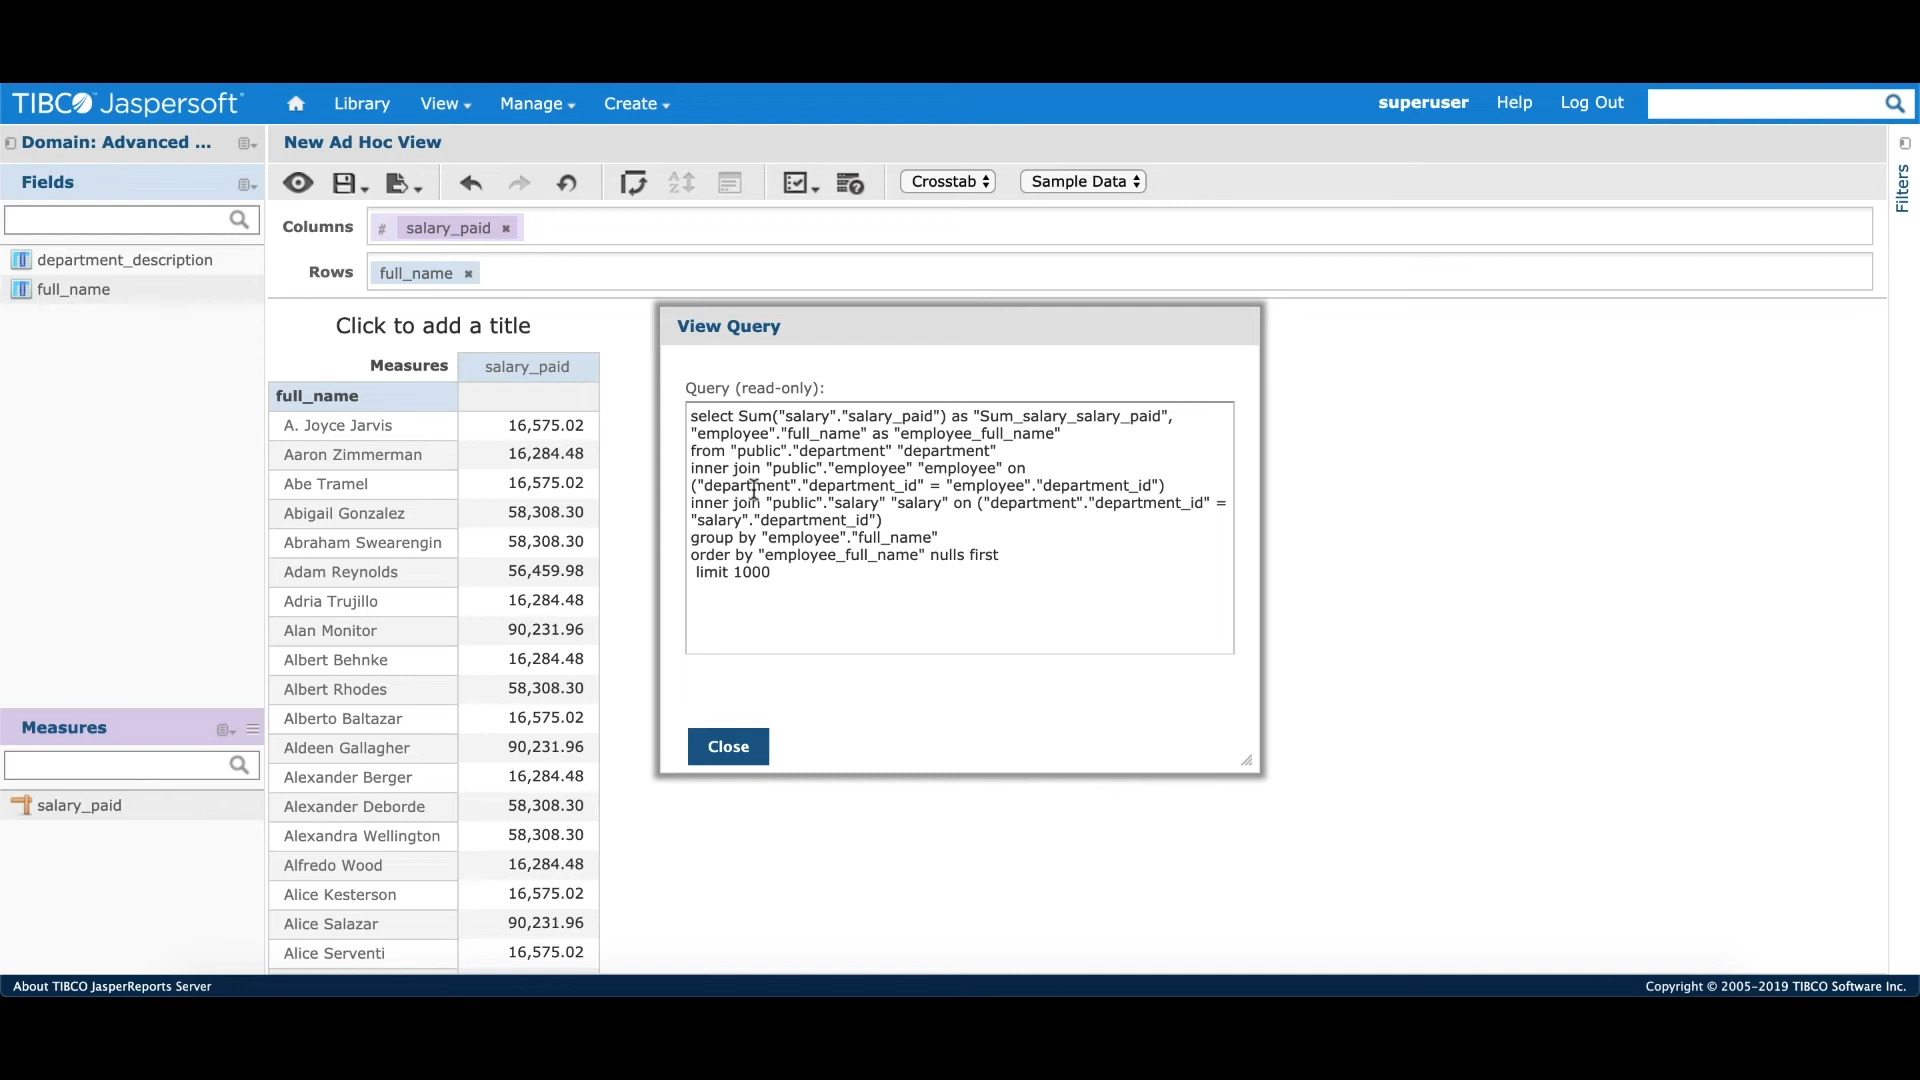 TIBCO Jaspersoft
Library
View
Manage
Create
superuser
Help
Log Out
Domain: Advanced ...
New Ad Hoc View
Fields
Crosstab
Sample Data
Filters
Columns
# salary_paid ×
Rows
full_name ×
department_description
full_name
Click to add a title
Measures salary_paid
full_name
A. Joyce Jarvis 16,575.02
Aaron Zimmerman 16,284.48
Abe Tramel 16,575.02
Abigail Gonzalez 58,308.30
Abraham Swearengin 58,308.30
Adam Reynolds 56,459.98
Adria Trujillo 16,284.48
Alan Monitor 90,231.96
Albert Behnke 16,284.48
Albert Rhodes 58,308.30
Alberto Baltazar 16,575.02
Aldeen Gallagher 90,231.96
Alexander Berger 16,284.48
Alexander Deborde 58,308.30
Alexandra Wellington 58,308.30
Alfredo Wood 16,284.48
Alice Kesterson 16,575.02
Alice Salazar 90,231.96
Alice Serventi 16,575.02
View Query
Query (read-only):
select Sum("salary"."salary_paid") as "Sum_salary_salary_paid",
"employee"."full_name" as "employee_full_name"
from "public"."department" "department"
inner join "public"."employee" "employee" on
("department"."department_id" = "employee"."department_id")
inner join "public"."salary" "salary" on ("department"."department_id" =
"salary"."department_id")
group by "employee"."full_name"
order by "employee_full_name" nulls first
limit 1000
Close
Measures
salary_paid
About TIBCO JasperReports Server
Copyright © 2005-2019 TIBCO Software Inc.